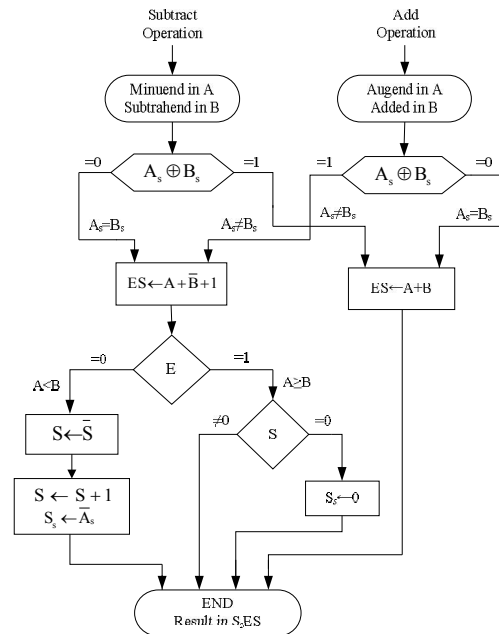 Subtract
Operation
Add
Operation
Minuend in A
Subtrahend in B
Augend in A
Added in B
=0
Aₛ ⊕ Bₛ
=1
=1
Aₛ ⊕ Bₛ
=0
Aₛ=Bₛ
Aₛ≠Bₛ
Aₛ≠Bₛ
Aₛ=Bₛ
ES←A+B̅+1
ES←A+B
=0
E
=1
A<B
A≥B
S←S̅
≠0
S
=0
S ← S+1
Sₛ←A̅ₛ
Sₛ←0
END
Result in SₛES